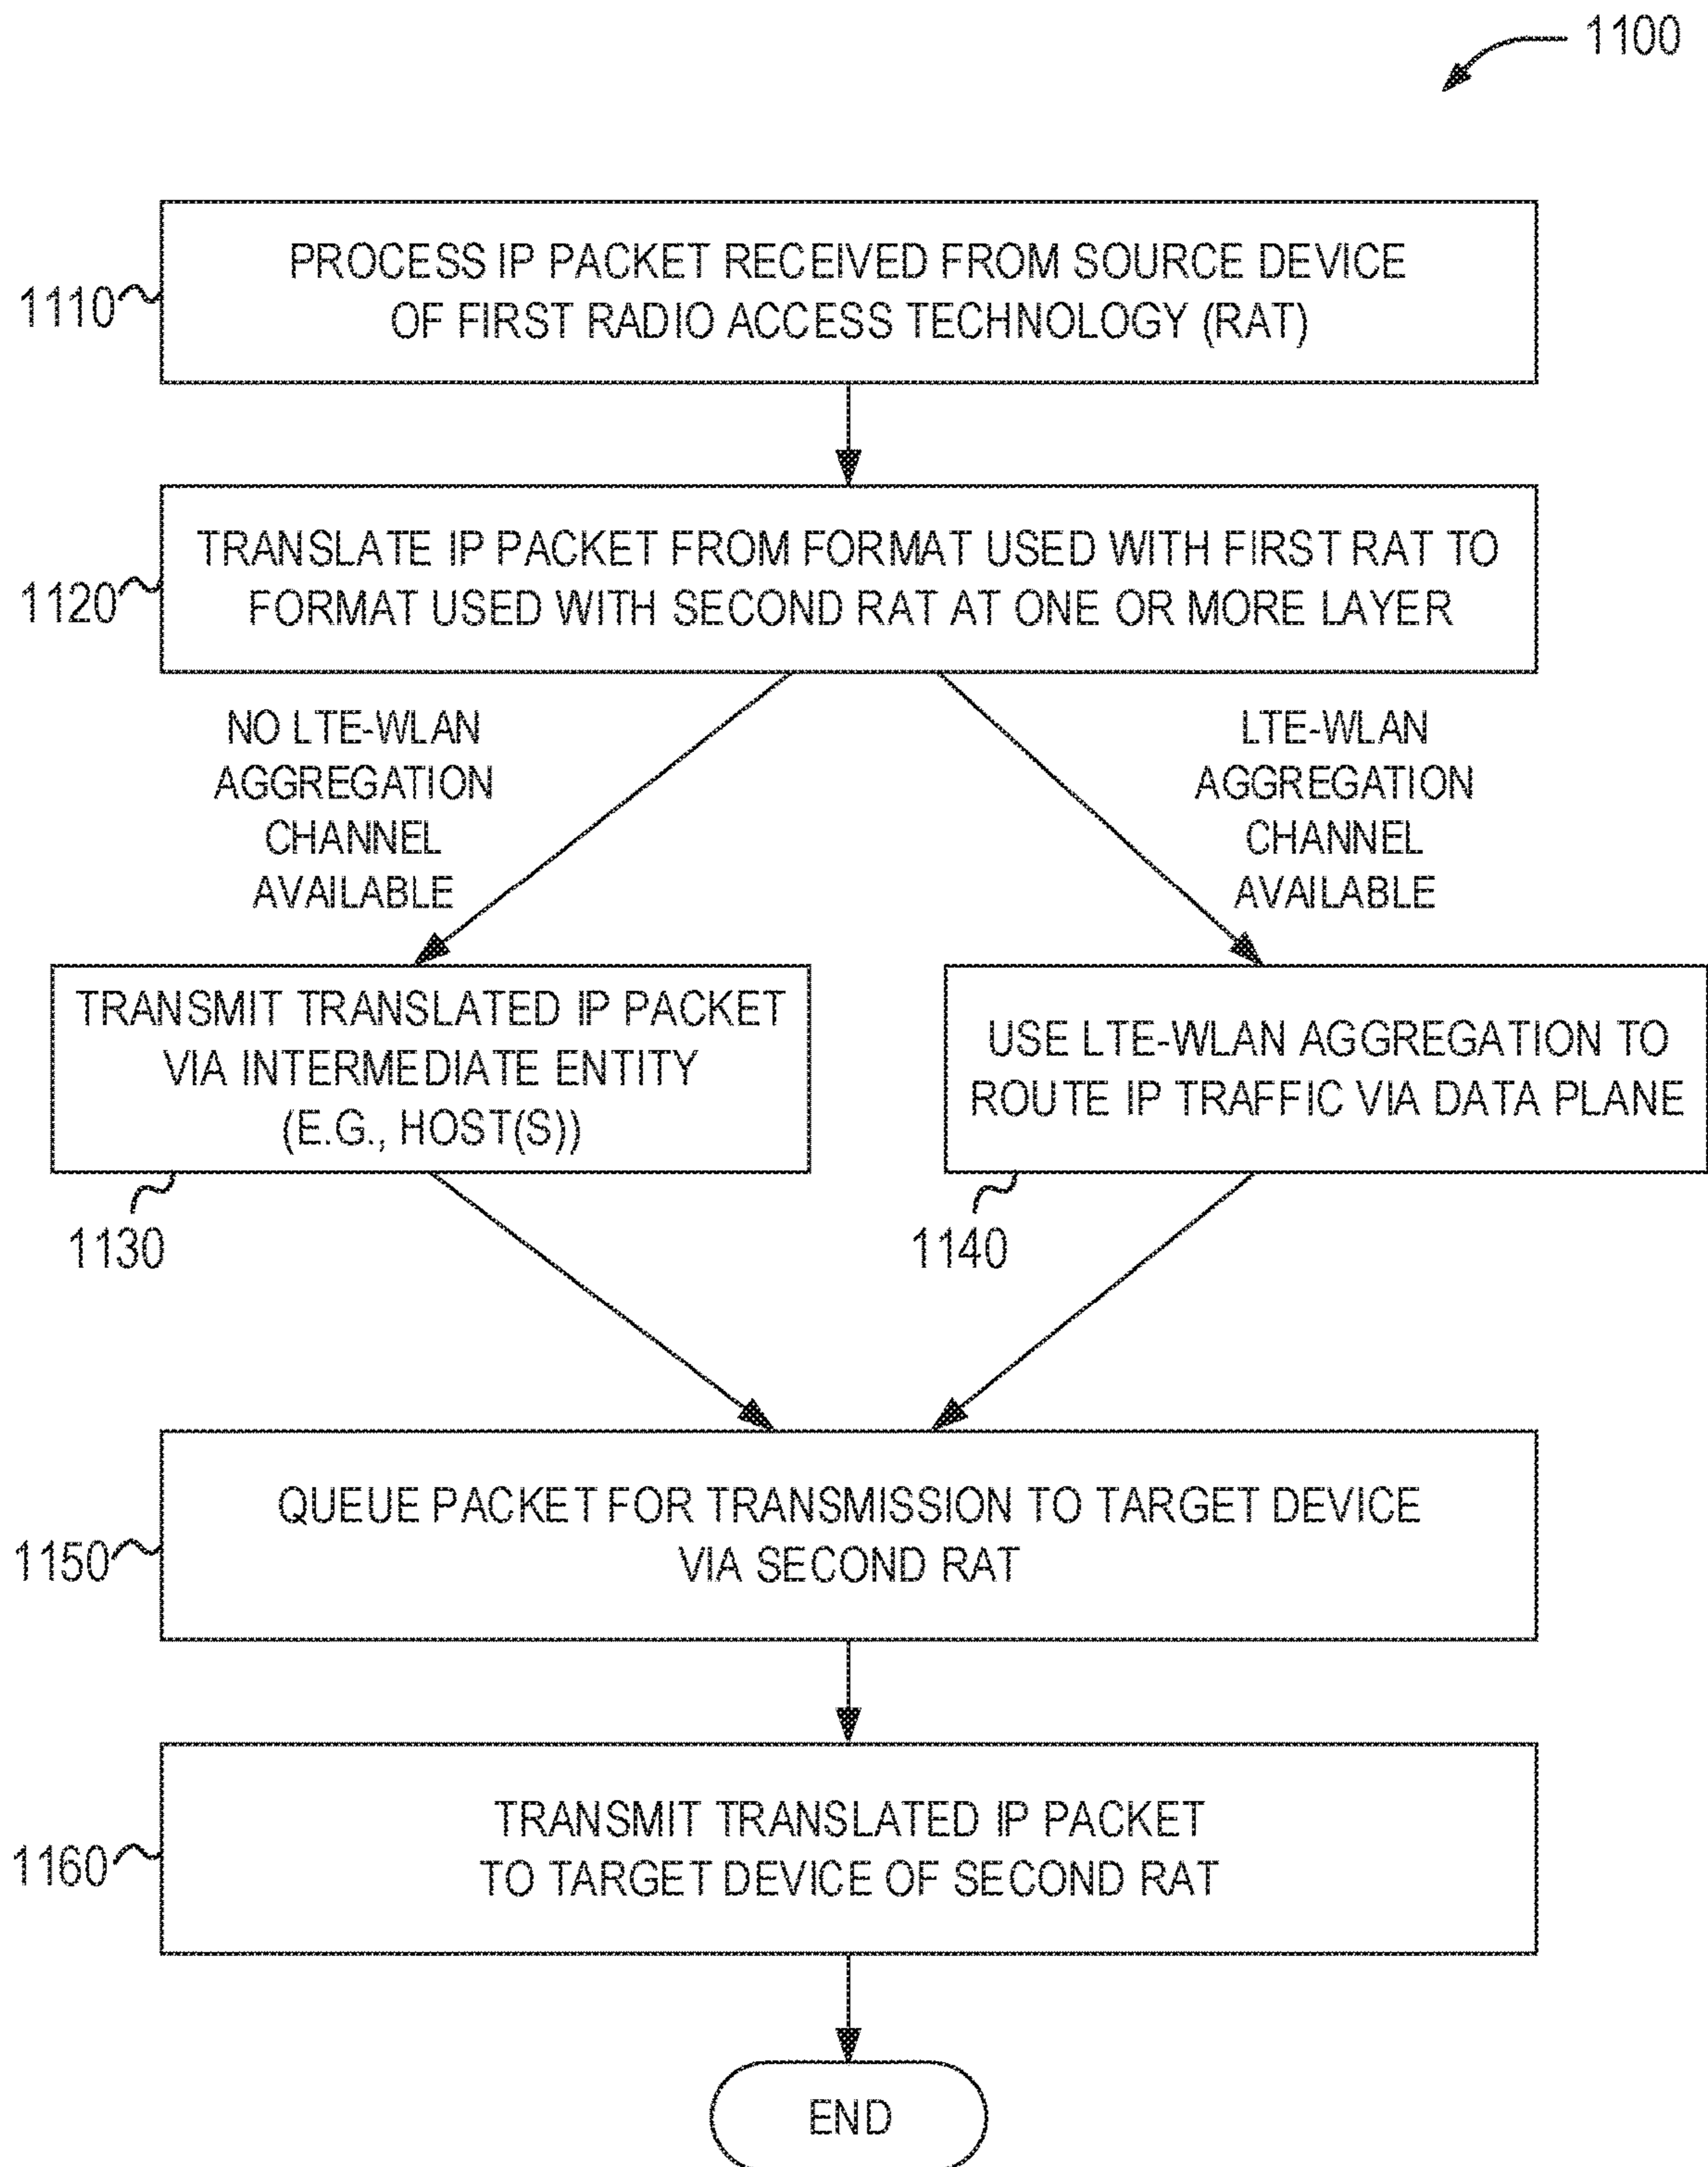 1100
PROCESS IP PACKET RECEIVED FROM SOURCE DEVICE
OF FIRST RADIO ACCESS TECHNOLOGY (RAT)
1110
TRANSLATE IP PACKET FROM FORMAT USED WITH FIRST RAT TO
FORMAT USED WITH SECOND RAT AT ONE OR MORE LAYER
1120
NO LTE-WLAN
AGGREGATION
CHANNEL
AVAILABLE
LTE-WLAN
AGGREGATION
CHANNEL
AVAILABLE
TRANSMIT TRANSLATED IP PACKET
VIA INTERMEDIATE ENTITY
(E.G., HOST(S))
1130
USE LTE-WLAN AGGREGATION TO
ROUTE IP TRAFFIC VIA DATA PLANE
1140
QUEUE PACKET FOR TRANSMISSION TO TARGET DEVICE
VIA SECOND RAT
1150
TRANSMIT TRANSLATED IP PACKET
TO TARGET DEVICE OF SECOND RAT
1160
END